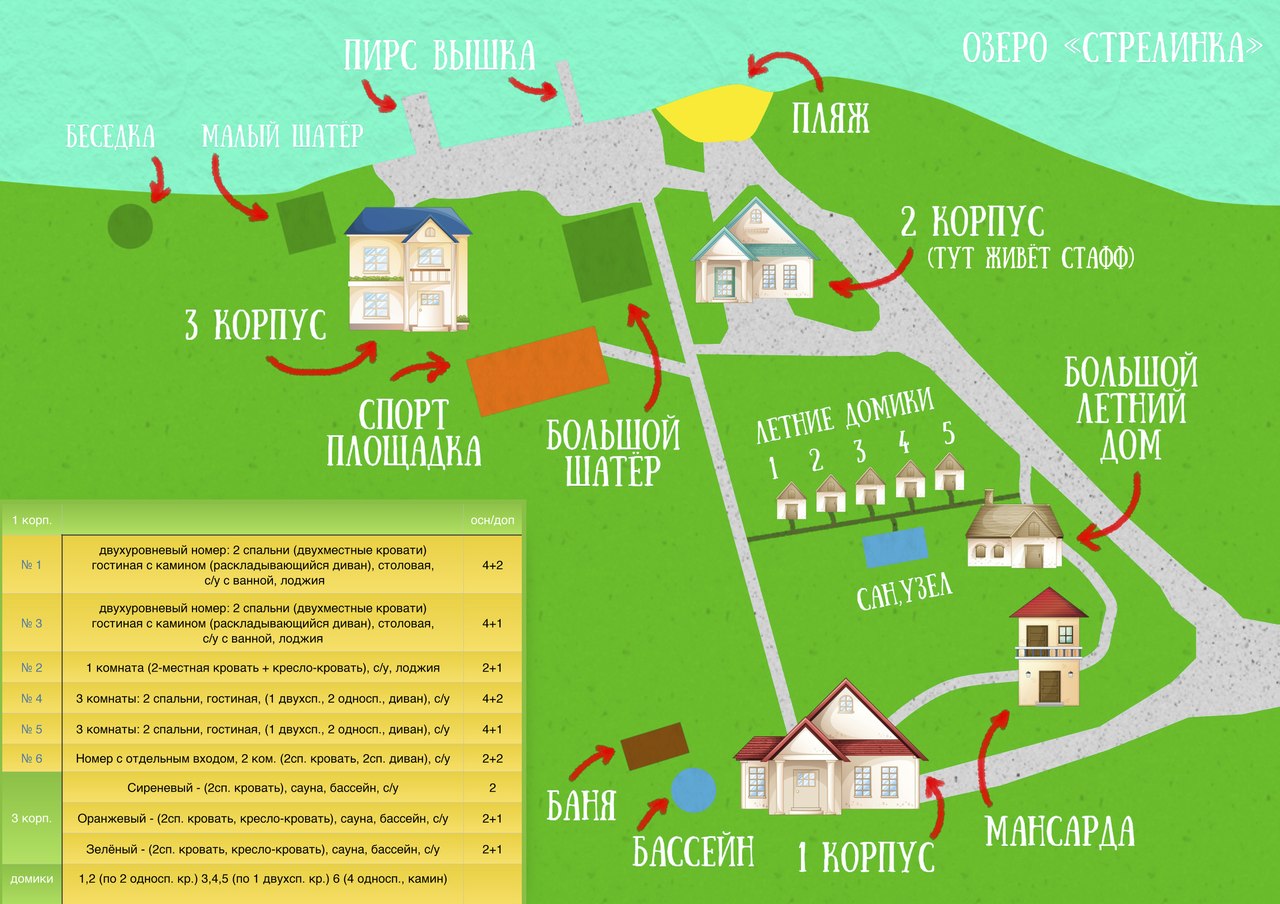 ОЗЕРО «СТРЕЛИНКА»
ПИРС ВЫШКА
ПЛЯЖ
БЕСЕДКА
МАЛЫЙ ШАТЁР
2 КОРПУС
(ТУТ ЖИВЁТ СТАФФ)
3 КОРПУС
СПОРТ
ПЛОЩАДКА
БОЛЬШОЙ
ШАТЁР
БОЛЬШОЙ
ЛЕТНИЙ
ДОМ
ЛЕТНИЕ ДОМИКИ
1 2 3 4 5
САН,УЗЕЛ
БАНЯ
БАССЕЙН
1 КОРПУС
МАНСАРДА
1 корп. осн/доп
№ 1 двухуровневый номер: 2 спальни (двухместные кровати)
гостиная с камином (раскладывающийся диван), столовая, 4+2
с/у с ванной, лоджия
№ 3 двухуровневый номер: 2 спальни (двухместные кровати)
гостиная с камином (раскладывающийся диван), столовая, 4+1
с/у с ванной, лоджия
№ 2 1 комната (2-местная кровать + кресло-кровать), с/у, лоджия 2+1
№ 4 3 комнаты: 2 спальни, гостиная, (1 двухсп., 2 односп., диван), с/у 4+2
№ 5 3 комнаты: 2 спальни, гостиная, (1 двухсп., 2 односп., диван), с/у 4+1
№ 6 Номер с отдельным входом, 2 ком. (2сп. кровать, 2сп. диван), с/у 2+2
Сиреневый - (2сп. кровать), сауна, бассейн, с/у 2
3 корп. Оранжевый - (2сп. кровать, кресло-кровать), сауна, бассейн, с/у 2+1
Зелёный - (2сп. кровать, кресло-кровать), сауна, бассейн, с/у 2+1
домики 1,2 (по 2 односп. кр.) 3,4,5 (по 1 двухсп. кр.) 6 (4 односп., камин)